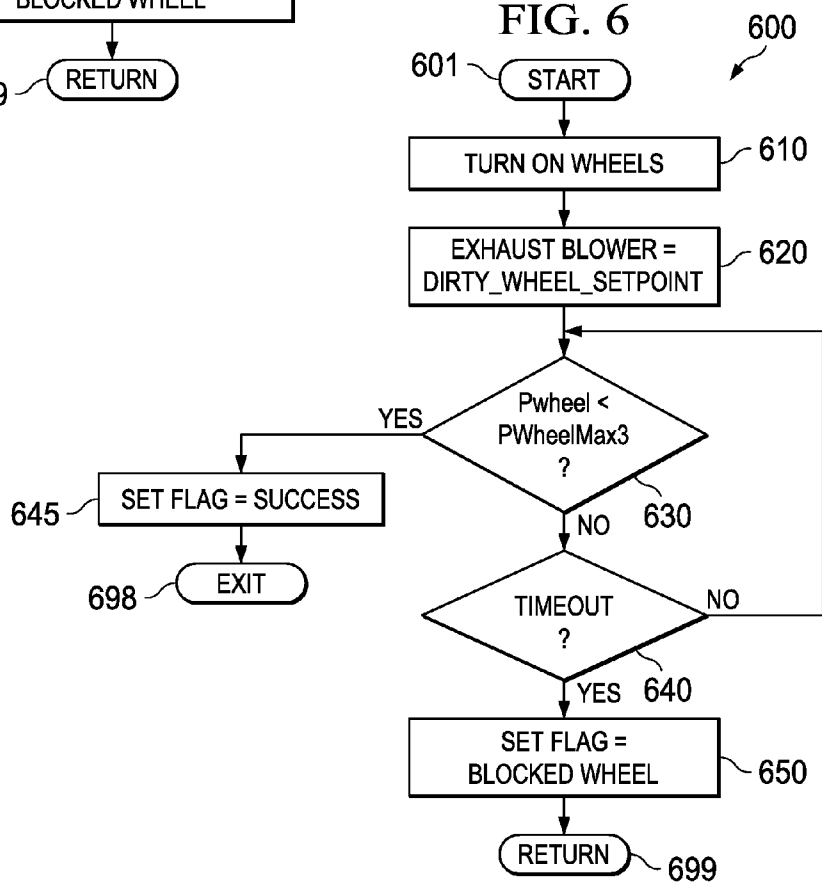 BLOCKED WHEEL
RETURN
9
FIG. 6
600
601
START
TURN ON WHEELS
610
EXHAUST BLOWER =
DIRTY_WHEEL_SETPOINT
620
Pwheel <
PWheelMax3
?
630
YES
NO
SET FLAG = SUCCESS
645
EXIT
698
TIMEOUT
?
640
NO
YES
SET FLAG =
BLOCKED WHEEL
650
RETURN
699